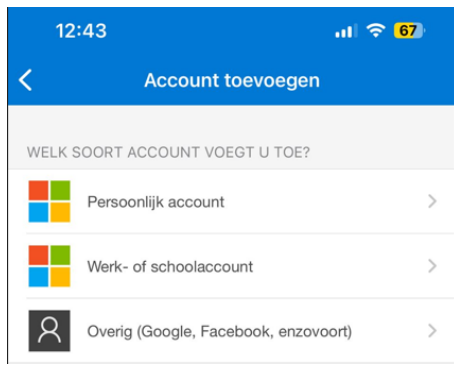 12:43
67
Account toevoegen
WELK SOORT ACCOUNT VOEGT U TOE?
Persoonlijk account
Werk- of schoolaccount
Overig (Google, Facebook, enzovoort)